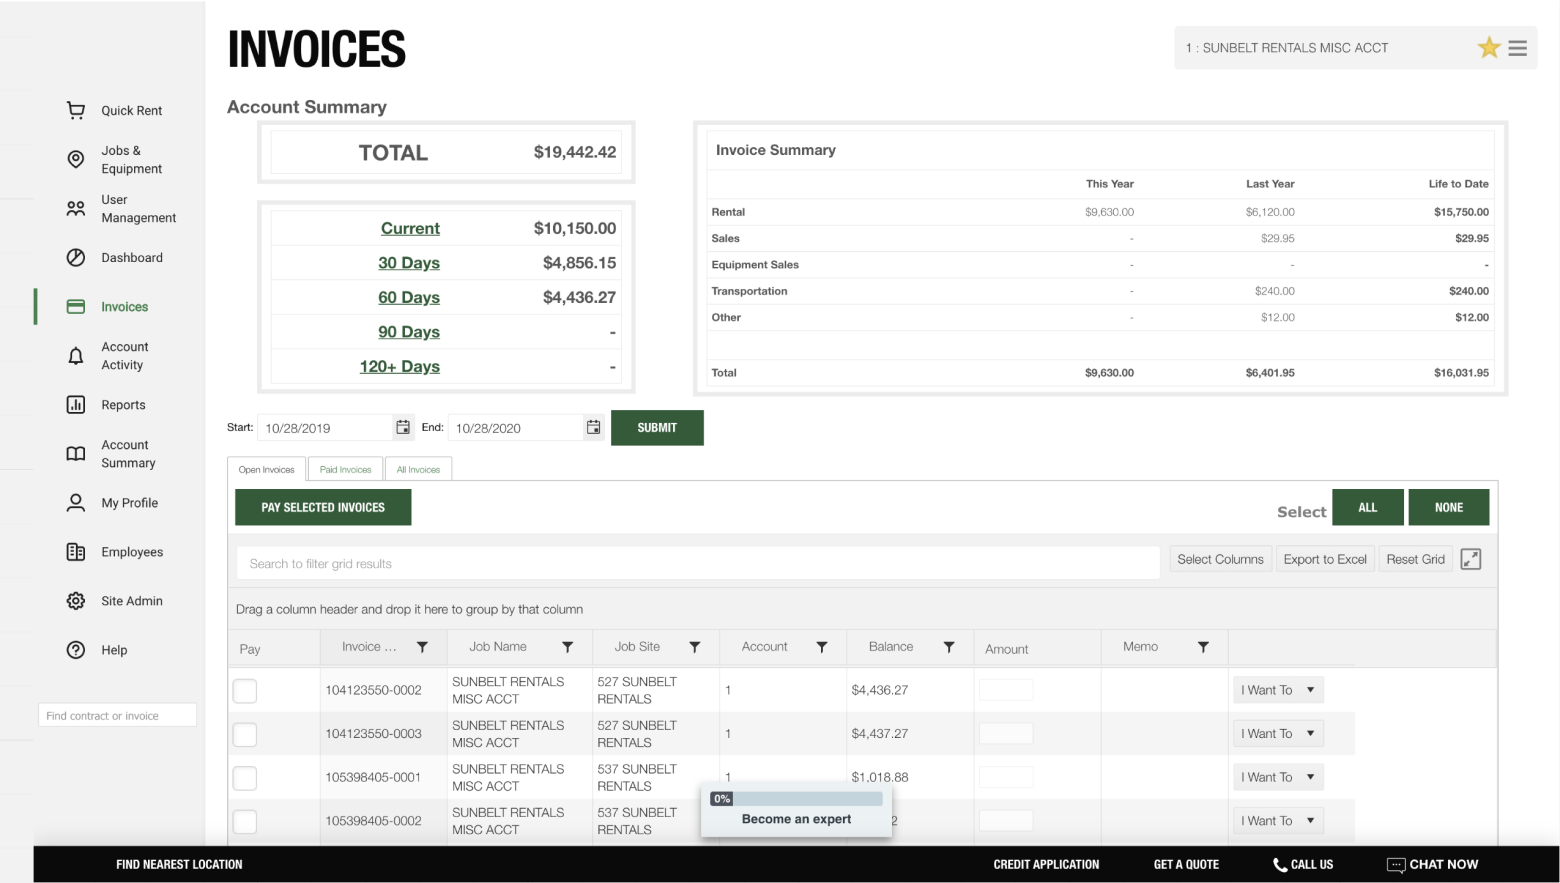 INVOICES
1 : SUNBELT RENTALS MISC ACCT
Quick Rent
Jobs &
Equipment
User
Management
Dashboard
Invoices
Account
Activity
Reports
Account
Summary
My Profile
Employees
Site Admin
Help
Find contract or invoice
Account Summary
TOTAL $19,442.42
Current $10,150.00
30 Days $4,856.15
60 Days $4,436.27
90 Days -
120+ Days -
Invoice Summary
This Year Last Year Life to Date
Rental $9,630.00 $6,120.00 $15,750.00
Sales - $29.95 $29.95
Equipment Sales - - -
Transportation - $240.00 $240.00
Other - $12.00 $12.00
Total $9,630.00 $6,401.95 $16,031.95
Start: 10/28/2019 End: 10/28/2020 SUBMIT
Open Invoices Paid Invoices All Invoices
PAY SELECTED INVOICES Select ALL NONE
Search to filter grid results Select Columns Export to Excel Reset Grid
Drag a column header and drop it here to group by that column
Pay Invoice ... Job Name Job Site Account Balance Amount Memo
104123550-0002 SUNBELT RENTALS MISC ACCT 527 SUNBELT RENTALS 1 $4,436.27 I Want To
104123550-0003 SUNBELT RENTALS MISC ACCT 527 SUNBELT RENTALS 1 $4,437.27 I Want To
105398405-0001 SUNBELT RENTALS MISC ACCT 537 SUNBELT RENTALS 1 $1,018.88 I Want To
105398405-0002 SUNBELT RENTALS MISC ACCT 537 SUNBELT RENTALS 2 I Want To
0%
Become an expert
FIND NEAREST LOCATION CREDIT APPLICATION GET A QUOTE CALL US CHAT NOW